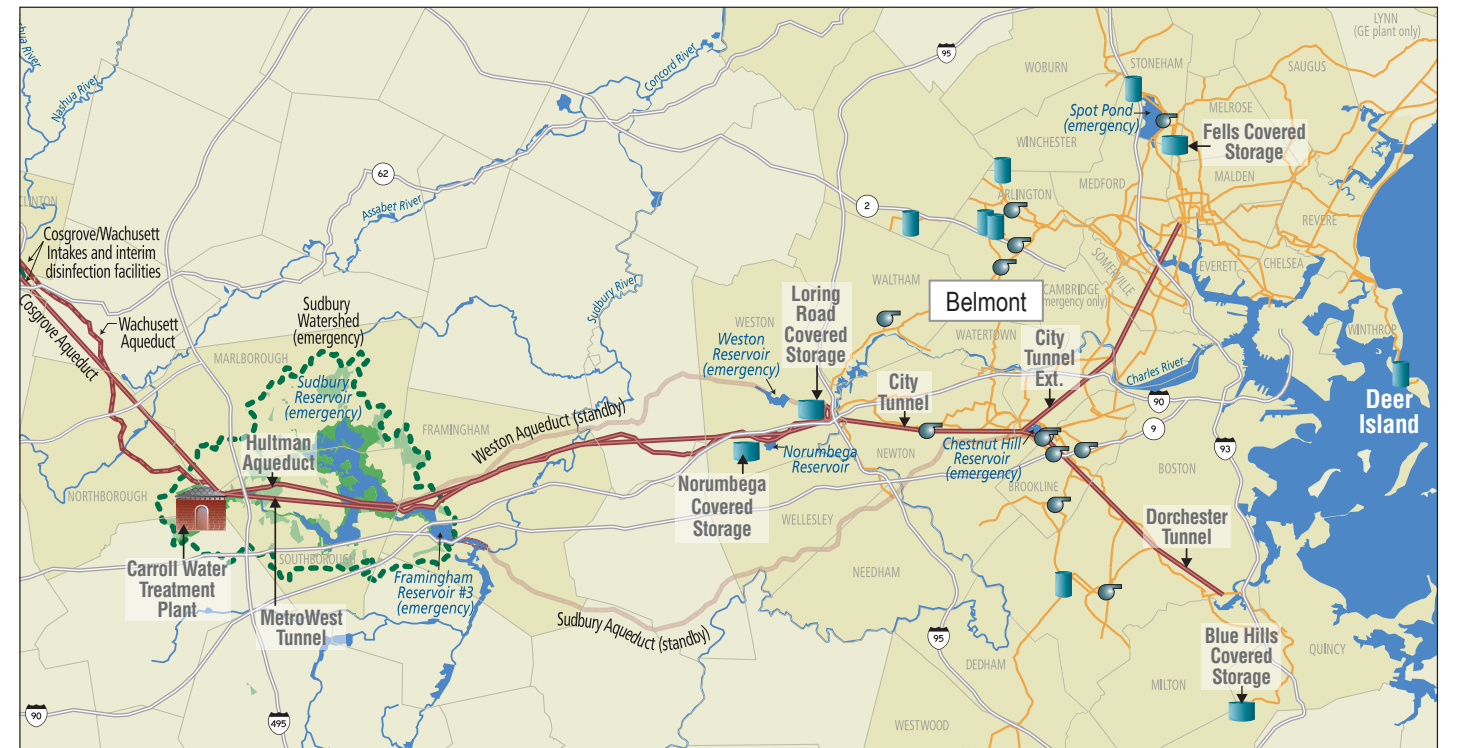 LYNN
(GE plant only)
95
STONEHAM
WOBURN
SAUGUS
Concord River
Nashua River
Spot Pond
(emergency)
MELROSE
Fells Covered
Storage
WINCHESTER
62
MEDFORD
MALDEN
ARLINGTON
Assabet River
2
REVERE
Cosgrove/Wachusett
Intakes and interim
disinfection facilities
SOMERVILLE
EVERETT
CHELSEA
WALTHAM
Sudbury River
CAMBRIDGE
Belmont
Loring
Road
Covered
Storage
Cosgrove Aqueduct
Sudbury
Watershed
(emergency)
Wachusett
Aqueduct
WESTON
WATERTOWN
WINTHROP
Weston
Reservoir
(emergency)
City
Tunnel
Ext.
MARLBOROUGH
Charles River
Sudbury
Reservoir
(emergency)
City
Tunnel
90
Deer
Island
Weston Aqueduct (standby)
FRAMINGHAM
9
Hultman
Aqueduct
Chestnut Hill
Reservoir
(emergency)
93
Norumbega
Reservoir
NEWTON
BOSTON
NORTHBOROUGH
Norumbega
Covered
Storage
BROOKLINE
WELLESLEY
Dorchester
Tunnel
SOUTHBOROUGH
Carroll Water
Treatment
Plant
Framingham
Reservoir #3
(emergency)
NEEDHAM
MetroWest
Tunnel
Sudbury Aqueduct (standby)
95
Blue Hills
Covered
Storage
QUINCY
DEDHAM
MILTON
90
495
WESTWOOD